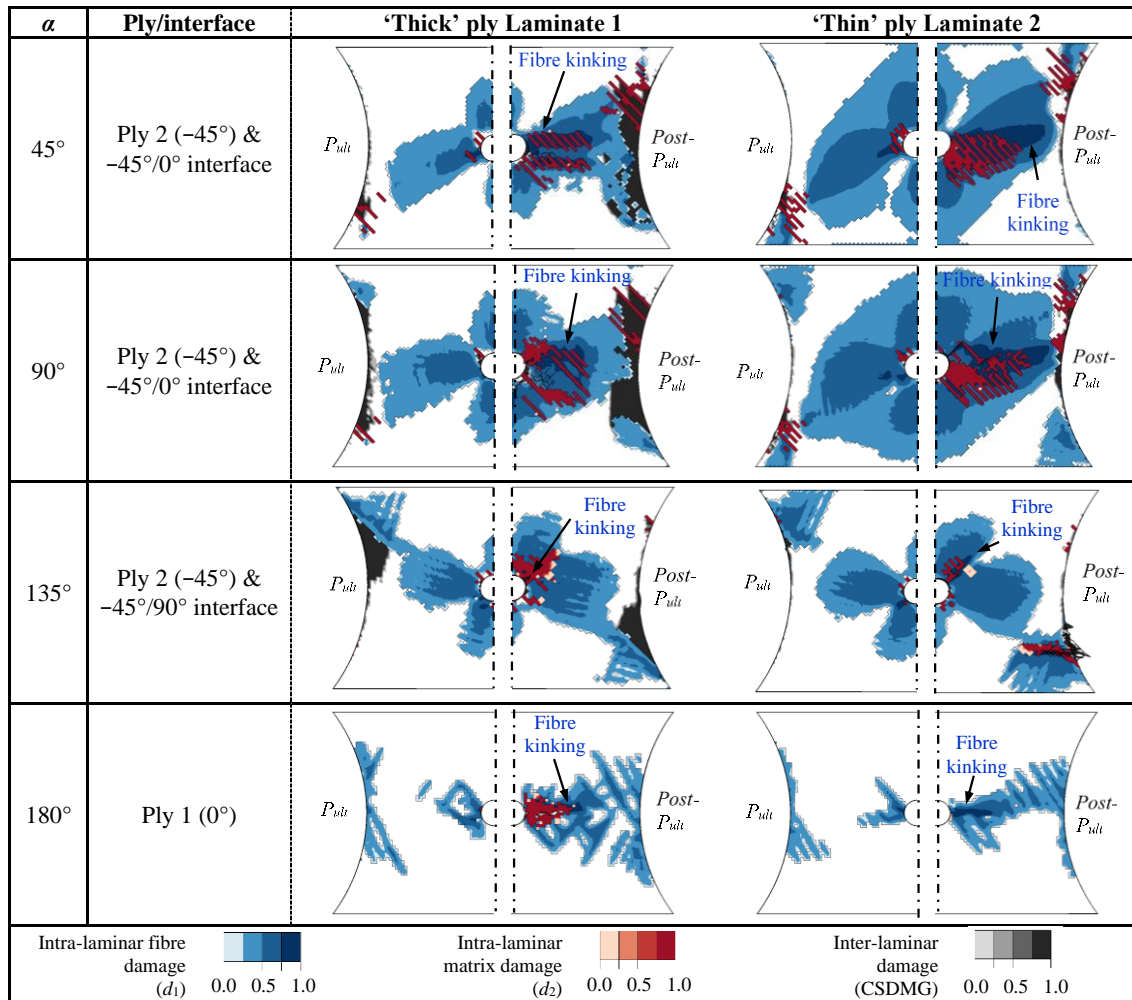 α Ply/interface ‘Thick’ ply Laminate 1 ‘Thin’ ply Laminate 2
45°
Ply 2 (−45°) &
−45°/0° interface
Fibre kinking
Pult
Post-
Pult
Pult
Post-
Pult
Fibre
kinking
90°
Ply 2 (−45°) &
−45°/0° interface
Fibre kinking
Pult
Post-
Pult
Fibre kinking
Pult
Post-
Pult
135°
Ply 2 (−45°) &
−45°/90° interface
Fibre
kinking
Pult
Post-
Pult
Fibre
kinking
Pult
Post-
Pult
180°
Ply 1 (0°)
Fibre
kinking
Pult
Post-
Pult
Fibre
kinking
Pult
Post-
Pult
Intra-laminar fibre
damage
(d1)
0.0 0.5 1.0
Intra-laminar
matrix damage
(d2)
0.0 0.5 1.0
Inter-laminar
damage
(CSDMG)
0.0 0.5 1.0